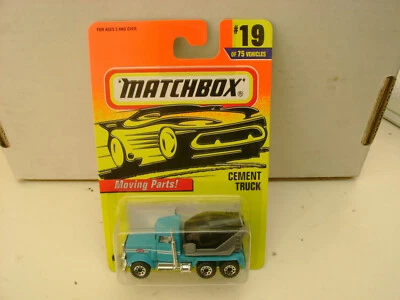 FOR AGES 3 AND OVER
#19
OF 75 VEHICLES
MATCHBOX®
Moving Parts!
CEMENT
TRUCK